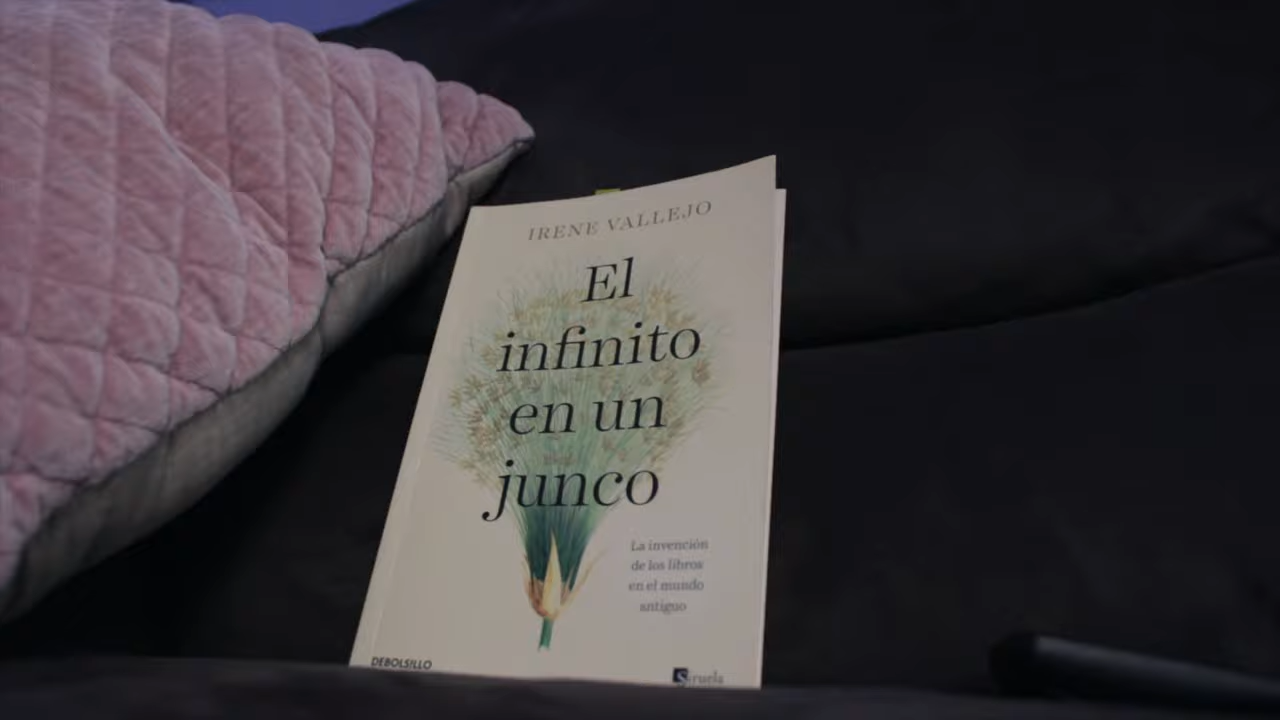 IRENE VALLEJO
El
infinito
en un
junco
La invención
de los libros
en el mundo
antiguo
DEBOLSILLO
Siruela